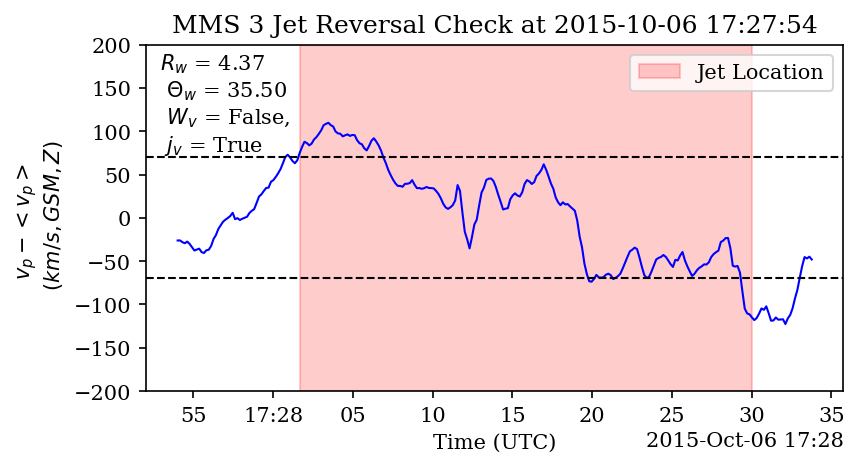 MMS 3 Jet Reversal Check at 2015-10-06 17:27:54
R_w = 4.37
Θ_w = 35.50
W_v = False,
j_v = True
Jet Location
v_p − < v_p >
(km/s, GSM, Z)
200
150
100
50
0
−50
−100
−150
−200
55 17:28 05 10 15 20 25 30 35
Time (UTC)
2015-Oct-06 17:28